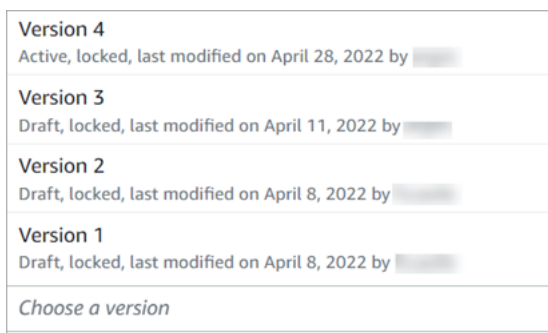 Version 4
Active, locked, last modified on April 28, 2022 by
Version 3
Draft, locked, last modified on April 11, 2022 by
Version 2
Draft, locked, last modified on April 8, 2022 by
Version 1
Draft, locked, last modified on April 8, 2022 by
Choose a version